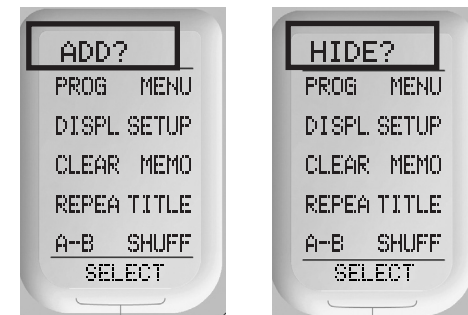 ADD?
PROG MENU
DISPL SETUP
CLEAR MEMO
REPEA TITLE
A-B SHUFF
SELECT
HIDE?
PROG MENU
DISPL SETUP
CLEAR MEMO
REPEA TITLE
A-B SHUFF
SELECT